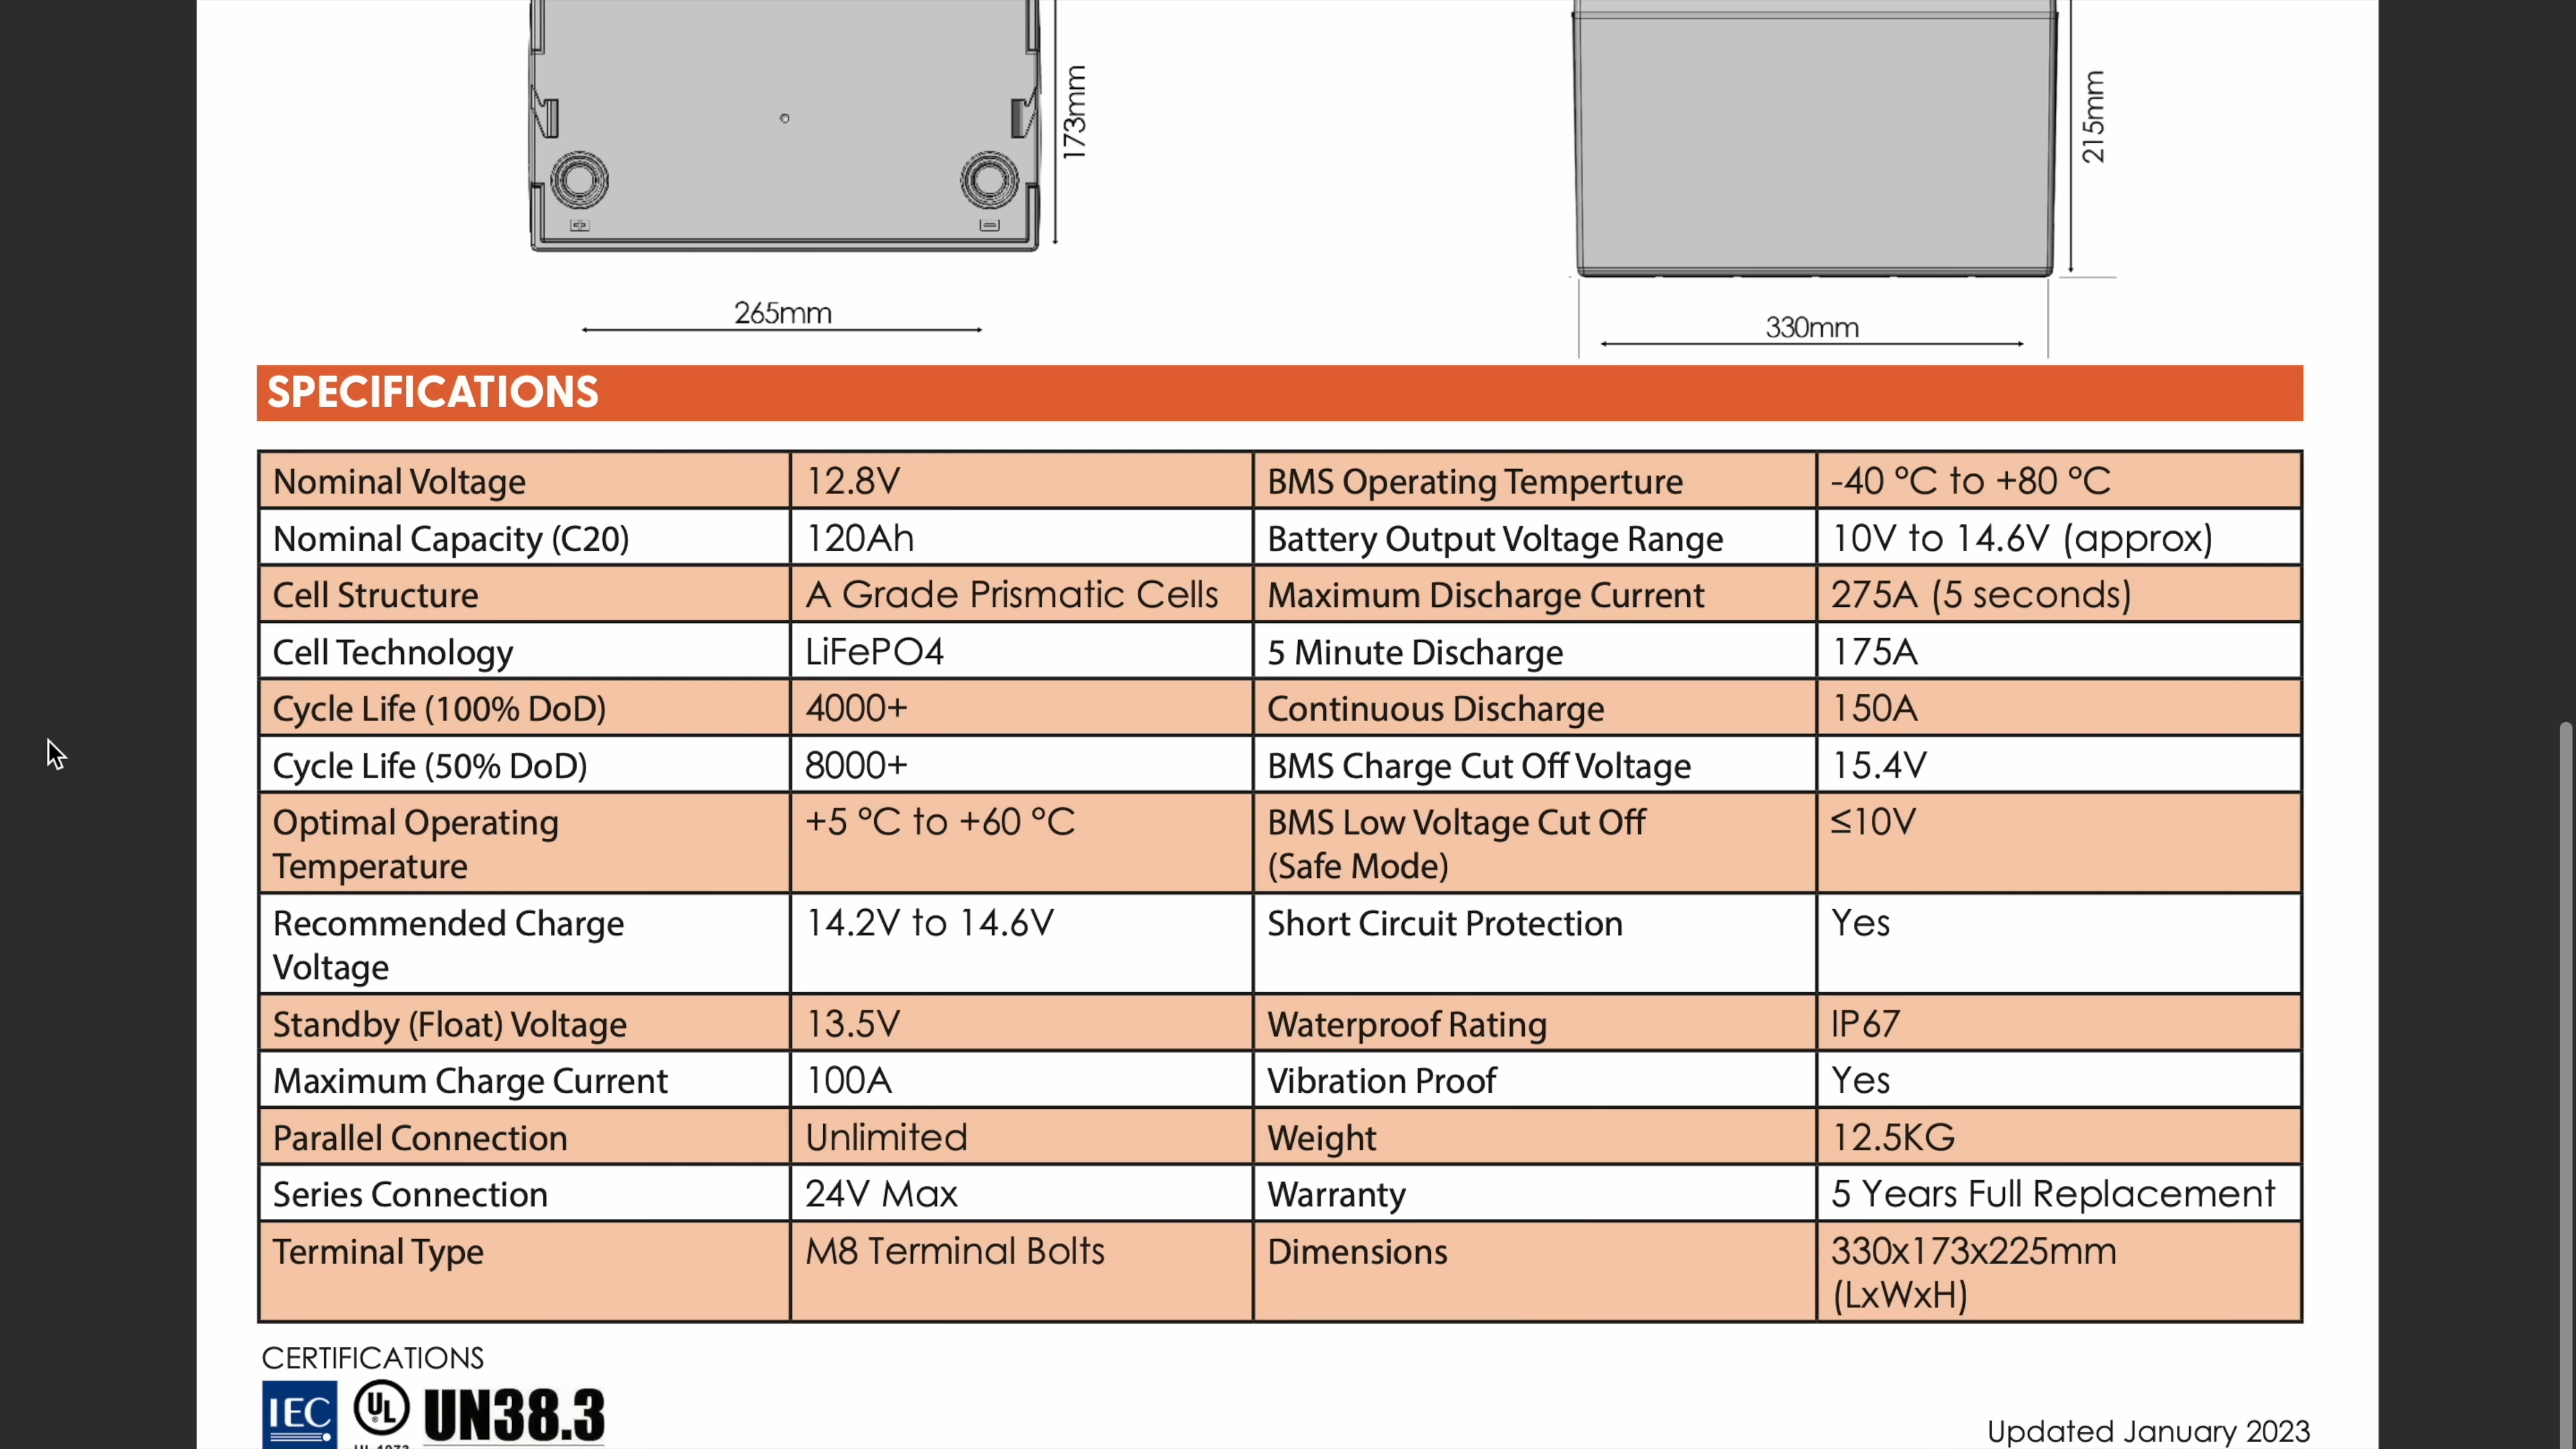 173mm
215mm
265mm
330mm
SPECIFICATIONS
Nominal Voltage 12.8V BMS Operating Temperture -40 °C to +80 °C
Nominal Capacity (C20) 120Ah Battery Output Voltage Range 10V to 14.6V (approx)
Cell Structure A Grade Prismatic Cells Maximum Discharge Current 275A (5 seconds)
Cell Technology LiFePO4 5 Minute Discharge 175A
Cycle Life (100% DoD) 4000+ Continuous Discharge 150A
Cycle Life (50% DoD) 8000+ BMS Charge Cut Off Voltage 15.4V
Optimal Operating +5 °C to +60 °C BMS Low Voltage Cut Off ≤10V
Temperature (Safe Mode)
Recommended Charge 14.2V to 14.6V Short Circuit Protection Yes
Voltage
Standby (Float) Voltage 13.5V Waterproof Rating IP67
Maximum Charge Current 100A Vibration Proof Yes
Parallel Connection Unlimited Weight 12.5KG
Series Connection 24V Max Warranty 5 Years Full Replacement
Terminal Type M8 Terminal Bolts Dimensions 330x173x225mm
(LxWxH)
CERTIFICATIONS
IEC UL UN38.3
Updated January 2023